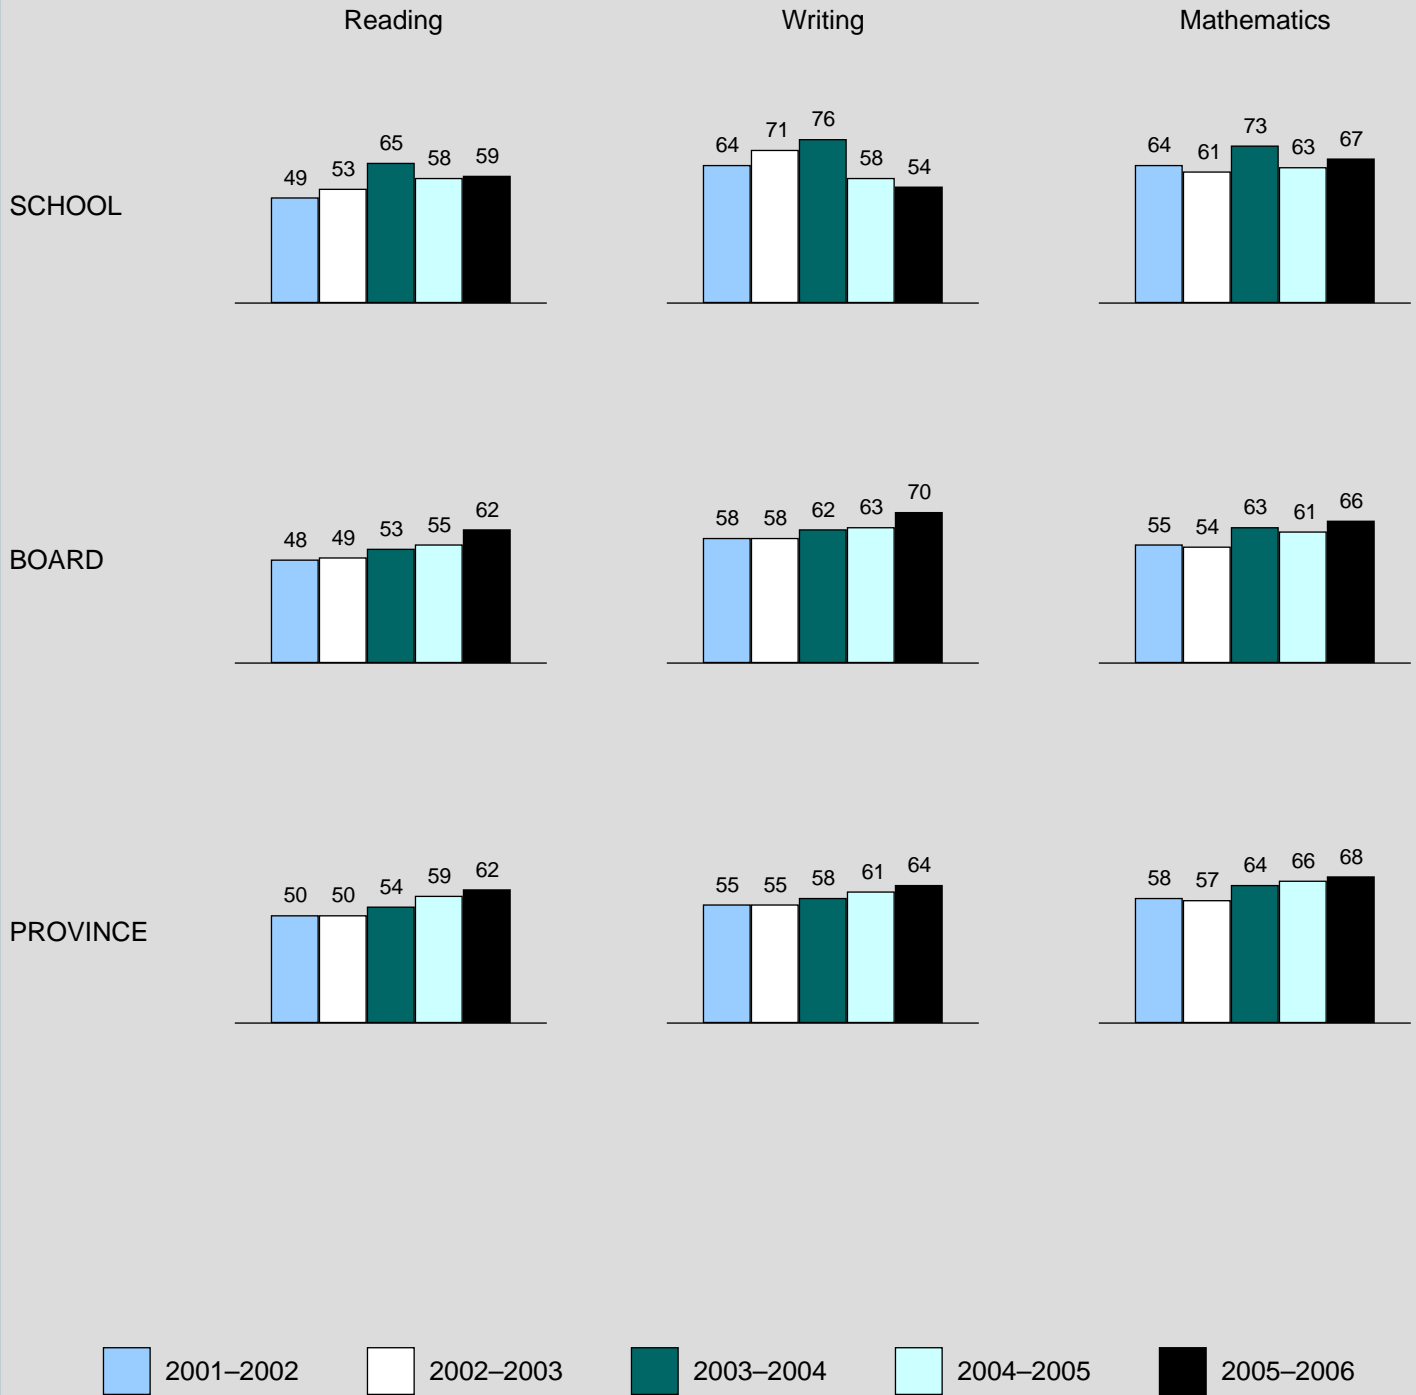 Reading Writing Mathematics
SCHOOL
49 53 65 58 59
64 71 76 58 54
64 61 73 63 67
BOARD
48 49 53 55 62
58 58 62 63 70
55 54 63 61 66
PROVINCE
50 50 54 59 62
55 55 58 61 64
58 57 64 66 68
2001–2002 2002–2003 2003–2004 2004–2005 2005–2006